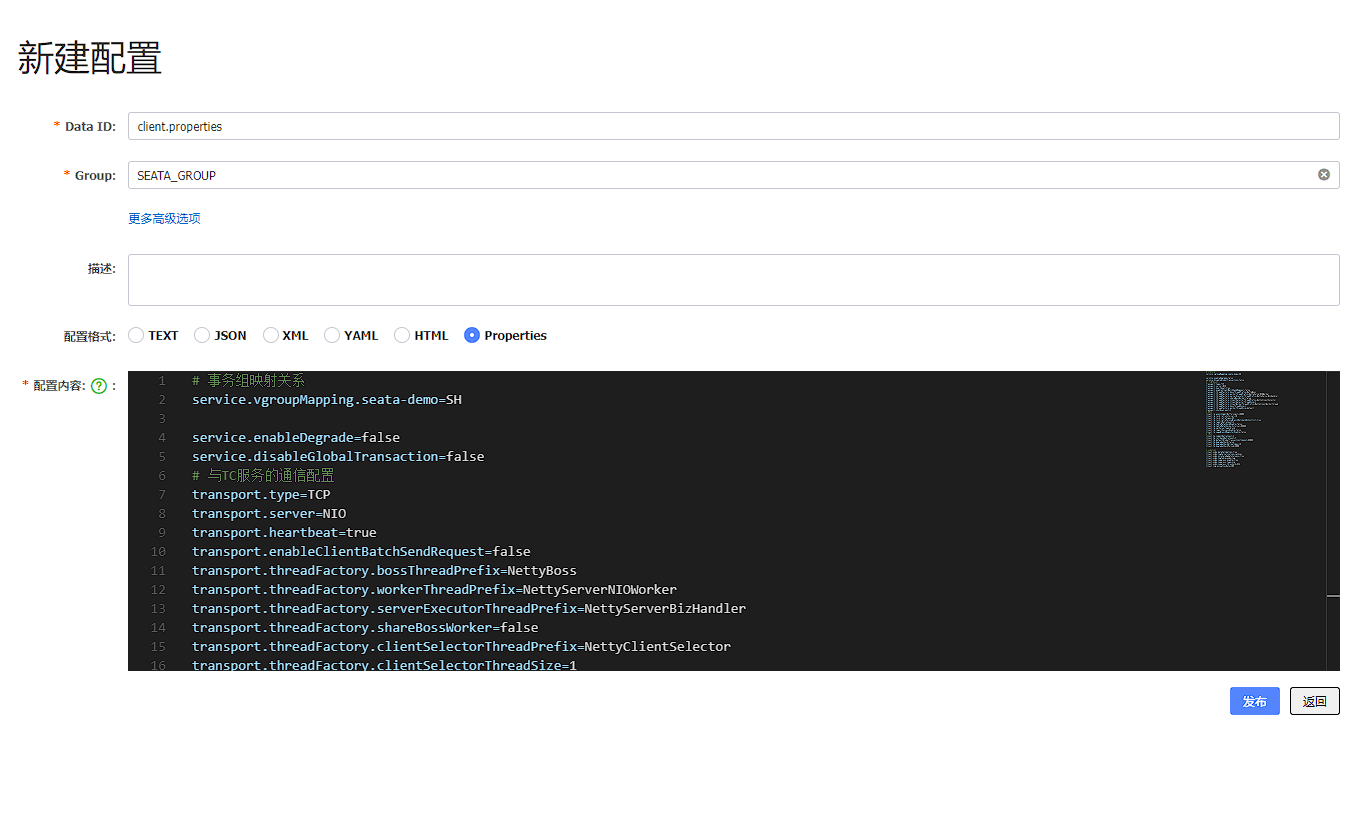 新建配置
* Data ID: client.properties
* Group: SEATA_GROUP
更多高级选项
描述:
配置格式: TEXT JSON XML YAML HTML Properties
* 配置内容: ? :
1 # 事务组映射关系
2 service.vgroupMapping.seata-demo=SH
3
4 service.enableDegrade=false
5 service.disableGlobalTransaction=false
6 # 与TC服务的通信配置
7 transport.type=TCP
8 transport.server=NIO
9 transport.heartbeat=true
10 transport.enableClientBatchSendRequest=false
11 transport.threadFactory.bossThreadPrefix=NettyBoss
12 transport.threadFactory.workerThreadPrefix=NettyServerNIOWorker
13 transport.threadFactory.serverExecutorThreadPrefix=NettyServerBizHandler
14 transport.threadFactory.shareBossWorker=false
15 transport.threadFactory.clientSelectorThreadPrefix=NettyClientSelector
16 transport.threadFactory.clientSelectorThreadSize=1
发布 返回